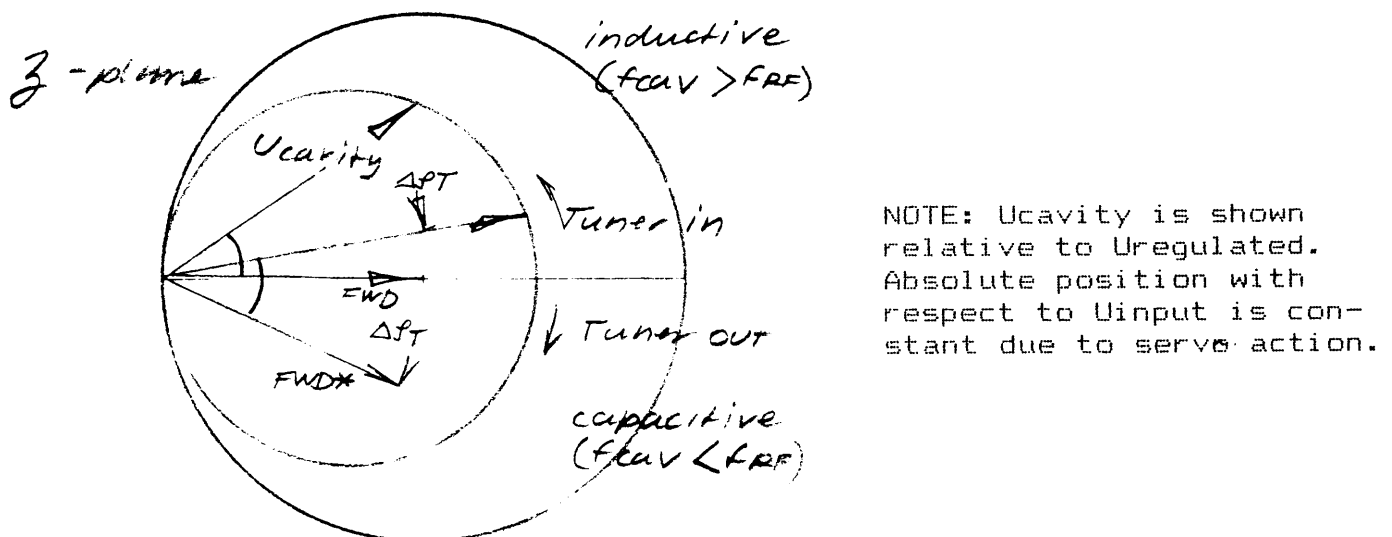 inductive
(fcav > fRF)
z-plane
Ucavity
ΔφT
Tuner in
FWD
Tuner OUT
ΔφT
FWD*
capacitive
(fcav < fRF)
NOTE: Ucavity is shown
relative to Uregulated.
Absolute position with
respect to Uinput is con-
stant due to servo action.